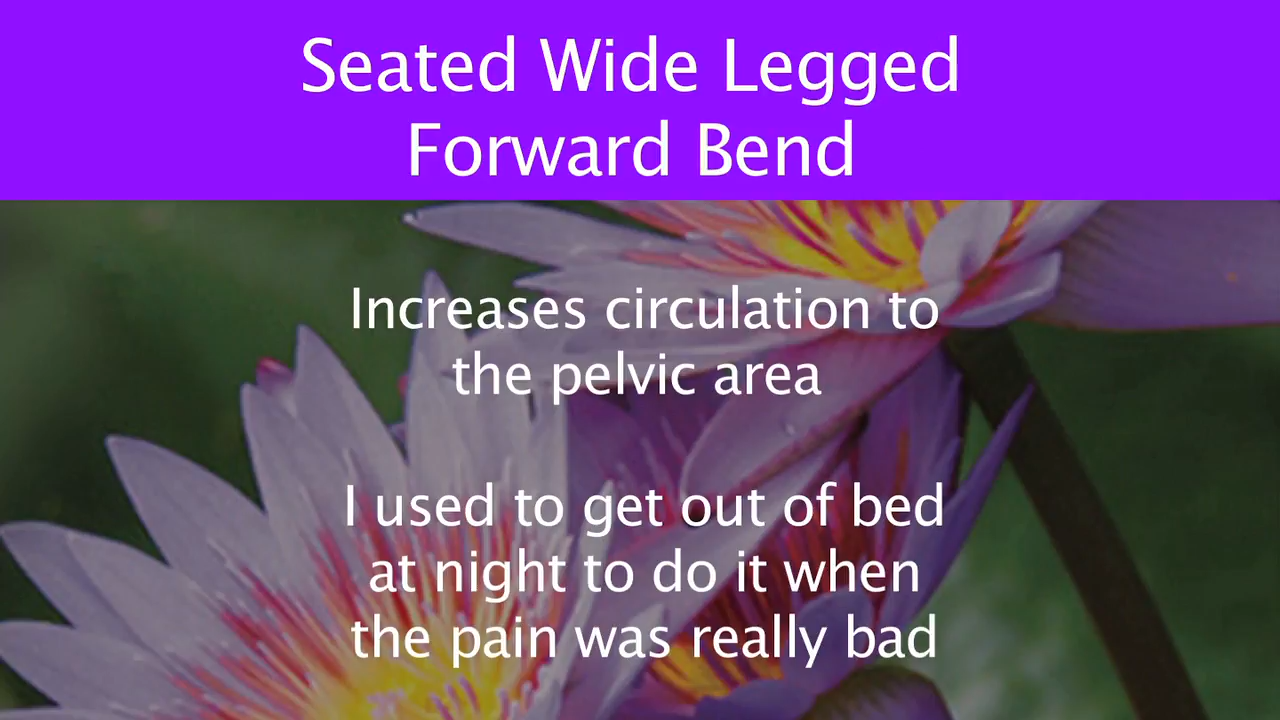 Seated Wide Legged
Forward Bend
Increases circulation to
the pelvic area
I used to get out of bed
at night to do it when
the pain was really bad